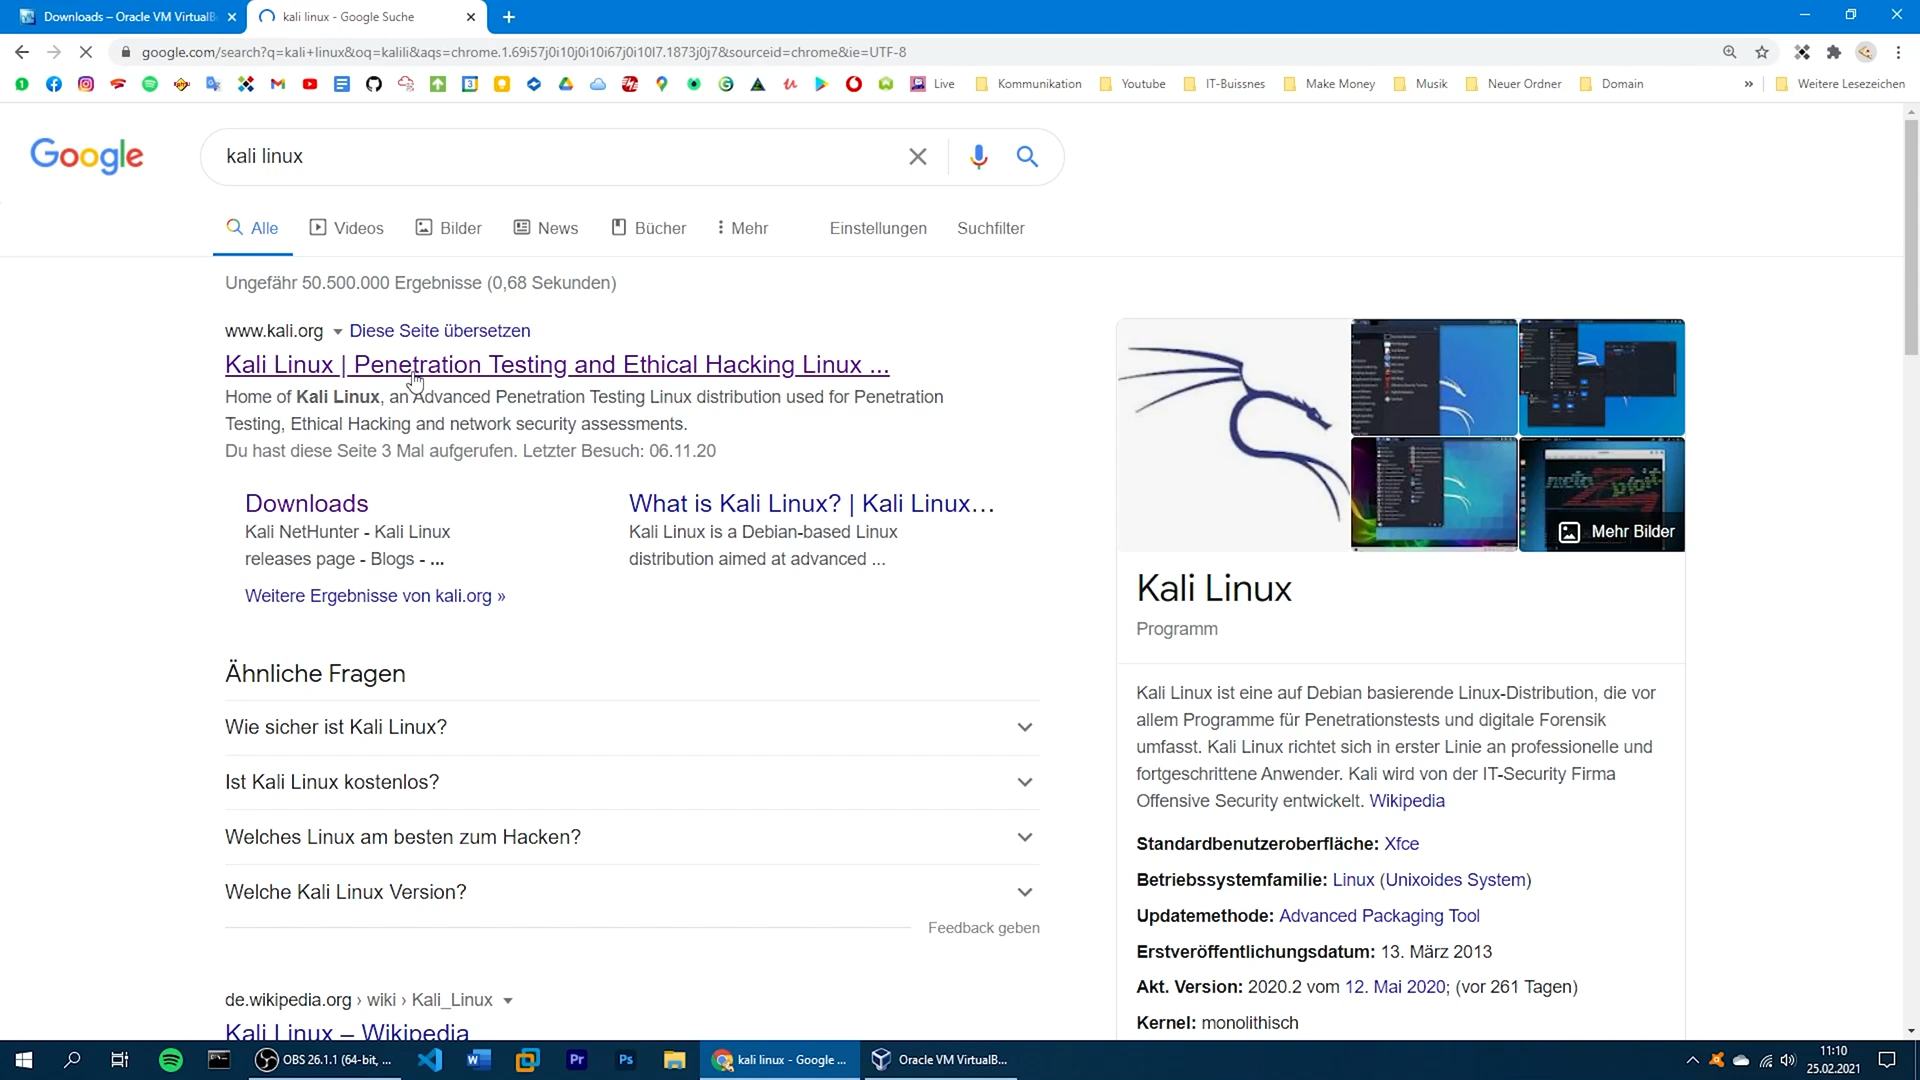 Downloads – Oracle VM VirtualB
kali linux - Google Suche
google.com/search?q=kali+linux&oq=kalili&aqs=chrome.1.69i57j0i10j0i10i67j0i10l7.1873j0j7&sourceid=chrome&ie=UTF-8
Live
Kommunikation
Youtube
IT-Buissnes
Make Money
Musik
Neuer Ordner
Domain
»
Weitere Lesezeichen
Google
kali linux
Alle
Videos
Bilder
News
Bücher
Mehr
Einstellungen
Suchfilter
Ungefähr 50.500.000 Ergebnisse (0,68 Sekunden)
www.kali.org Diese Seite übersetzen
Kali Linux | Penetration Testing and Ethical Hacking Linux ...
Home of Kali Linux, an Advanced Penetration Testing Linux distribution used for Penetration
Testing, Ethical Hacking and network security assessments.
Du hast diese Seite 3 Mal aufgerufen. Letzter Besuch: 06.11.20
Downloads
Kali NetHunter - Kali Linux
releases page - Blogs - ...
What is Kali Linux? | Kali Linux...
Kali Linux is a Debian-based Linux
distribution aimed at advanced ...
Weitere Ergebnisse von kali.org »
Ähnliche Fragen
Wie sicher ist Kali Linux?
Ist Kali Linux kostenlos?
Welches Linux am besten zum Hacken?
Welche Kali Linux Version?
Feedback geben
de.wikipedia.org › wiki › Kali_Linux
Kali Linux – Wikipedia
Mehr Bilder
Kali Linux
Programm
Kali Linux ist eine auf Debian basierende Linux-Distribution, die vor
allem Programme für Penetrationstests und digitale Forensik
umfasst. Kali Linux richtet sich in erster Linie an professionelle und
fortgeschrittene Anwender. Kali wird von der IT-Security Firma
Offensive Security entwickelt. Wikipedia
Standardbenutzeroberfläche: Xfce
Betriebssystemfamilie: Linux (Unixoides System)
Updatemethode: Advanced Packaging Tool
Erstveröffentlichungsdatum: 13. März 2013
Akt. Version: 2020.2 vom 12. Mai 2020; (vor 261 Tagen)
Kernel: monolithisch
OBS 26.1.1 (64-bit, ...
Pr
Ps
kali linux - Google ...
Oracle VM VirtualB...
11:10
25.02.2021